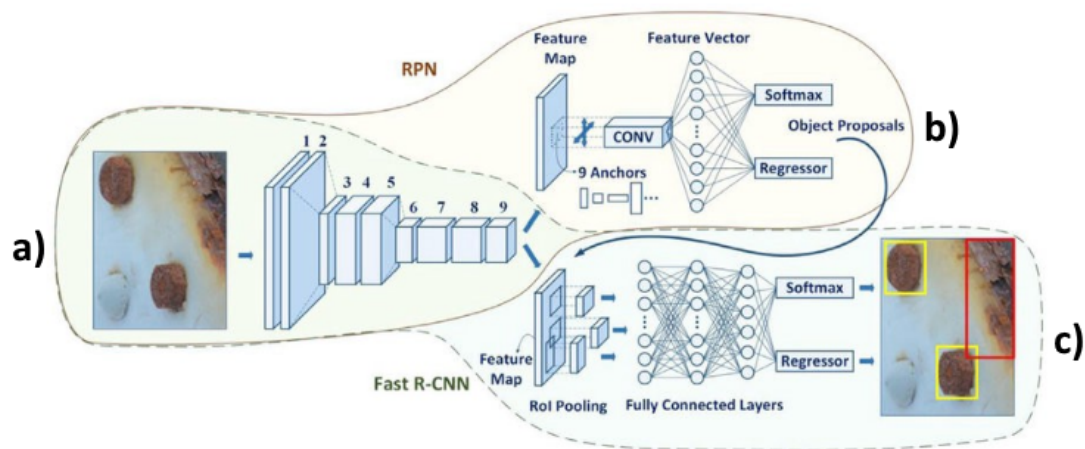 RPN
Feature
Map
Feature Vector
Softmax
CONV
Object Proposals
b)
9 Anchors
Regressor
1 2
3 4 5
6 7 8 9
a)
Softmax
Regressor
c)
Feature
Map
Fast R-CNN
RoI Pooling
Fully Connected Layers